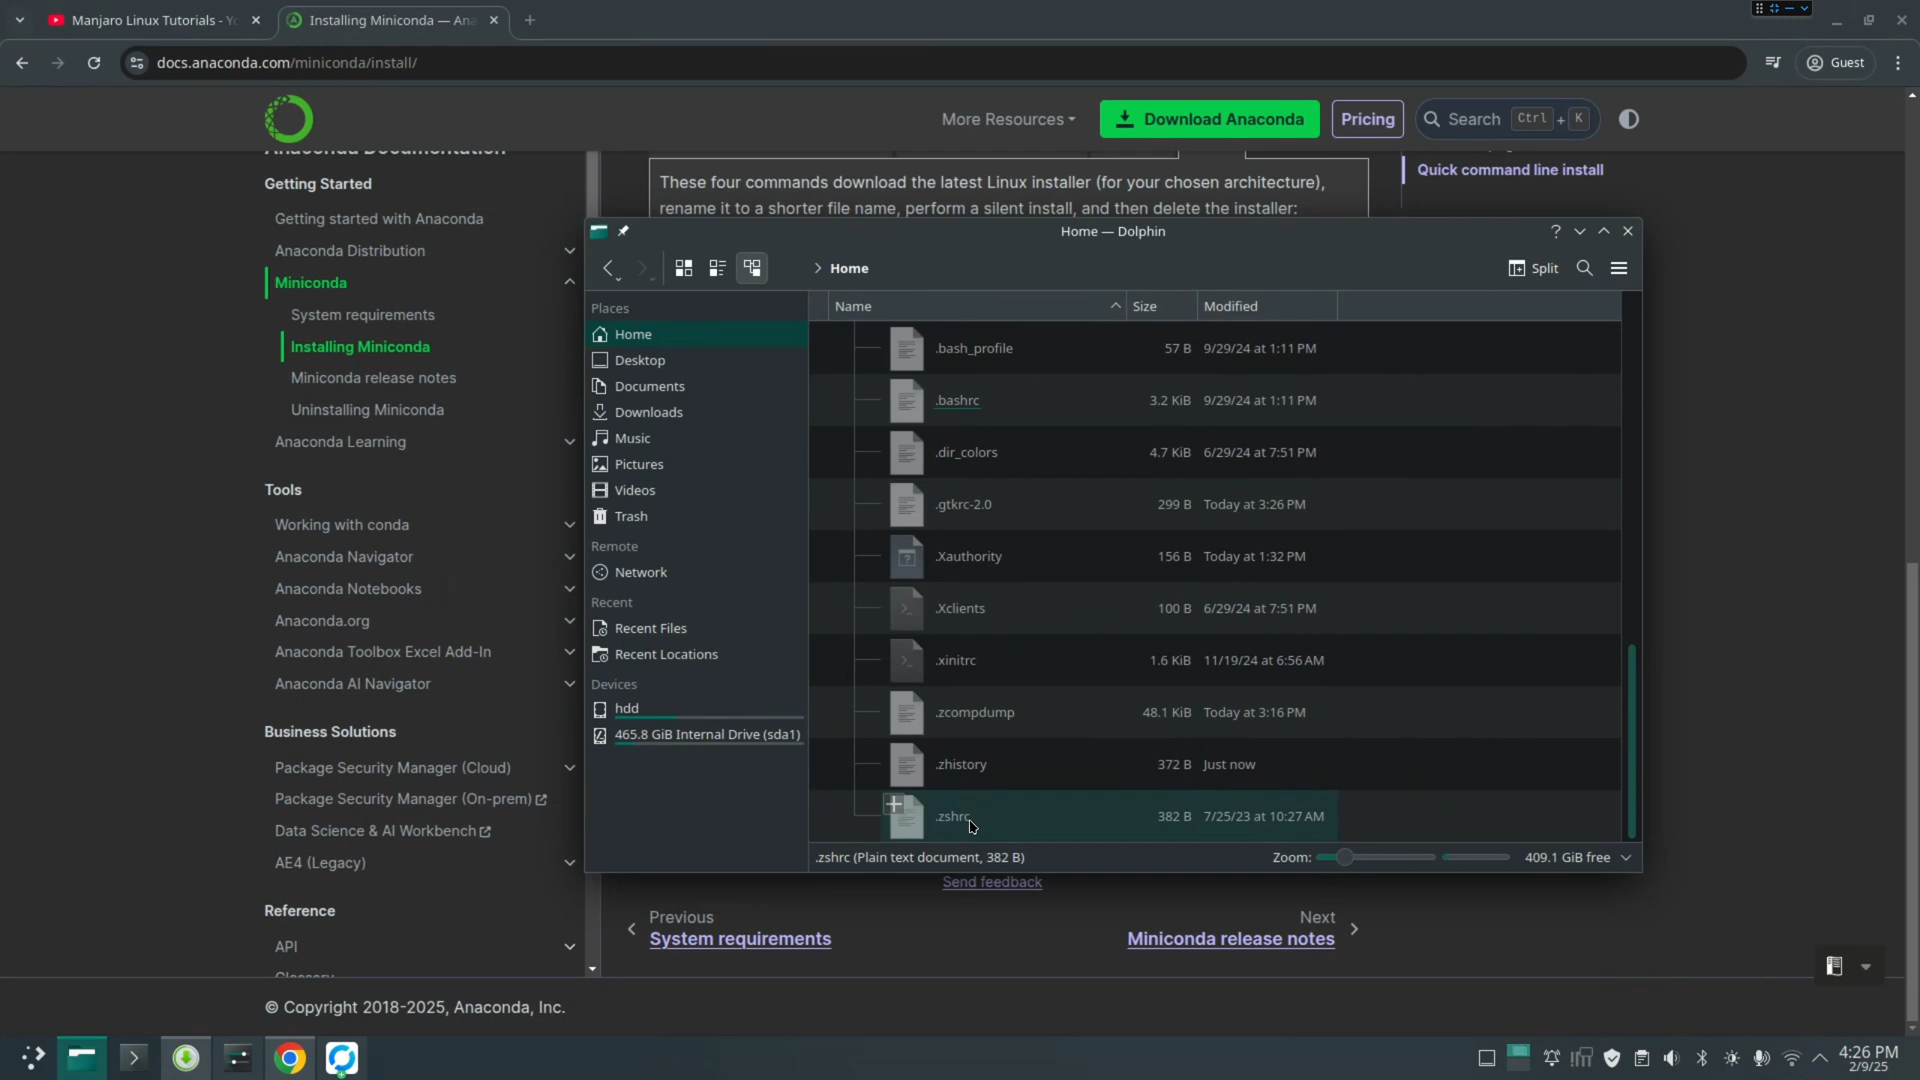 Manjaro Linux Tutorials - Yo
Installing Miniconda — Ana
docs.anaconda.com/miniconda/install/
Guest
More Resources
Download Anaconda
Pricing
Search Ctrl + K
Anaconda Documentation
Getting Started
Getting started with Anaconda
Anaconda Distribution
Miniconda
System requirements
Installing Miniconda
Miniconda release notes
Uninstalling Miniconda
Anaconda Learning
Tools
Working with conda
Anaconda Navigator
Anaconda Notebooks
Anaconda.org
Anaconda Toolbox Excel Add-In
Anaconda AI Navigator
Business Solutions
Package Security Manager (Cloud)
Package Security Manager (On-prem)
Data Science & AI Workbench
AE4 (Legacy)
Reference
API
Glossary
These four commands download the latest Linux installer (for your chosen architecture),
rename it to a shorter file name, perform a silent install, and then delete the installer:
Quick command line install
Home — Dolphin
Home
Split
Places
Home
Desktop
Documents
Downloads
Music
Pictures
Videos
Trash
Remote
Network
Recent
Recent Files
Recent Locations
Devices
hdd
465.8 GiB Internal Drive (sda1)
Name Size Modified
.bash_profile 57 B 9/29/24 at 1:11 PM
.bashrc 3.2 KiB 9/29/24 at 1:11 PM
.dir_colors 4.7 KiB 6/29/24 at 7:51 PM
.gtkrc-2.0 299 B Today at 3:26 PM
.Xauthority 156 B Today at 1:32 PM
.Xclients 100 B 6/29/24 at 7:51 PM
.xinitrc 1.6 KiB 11/19/24 at 6:56 AM
.zcompdump 48.1 KiB Today at 3:16 PM
.zhistory 372 B Just now
.zshrc 382 B 7/25/23 at 10:27 AM
.zshrc (Plain text document, 382 B)
Zoom:
409.1 GiB free
Send feedback
Previous
System requirements
Next
Miniconda release notes
© Copyright 2018-2025, Anaconda, Inc.
4:26 PM
2/9/25